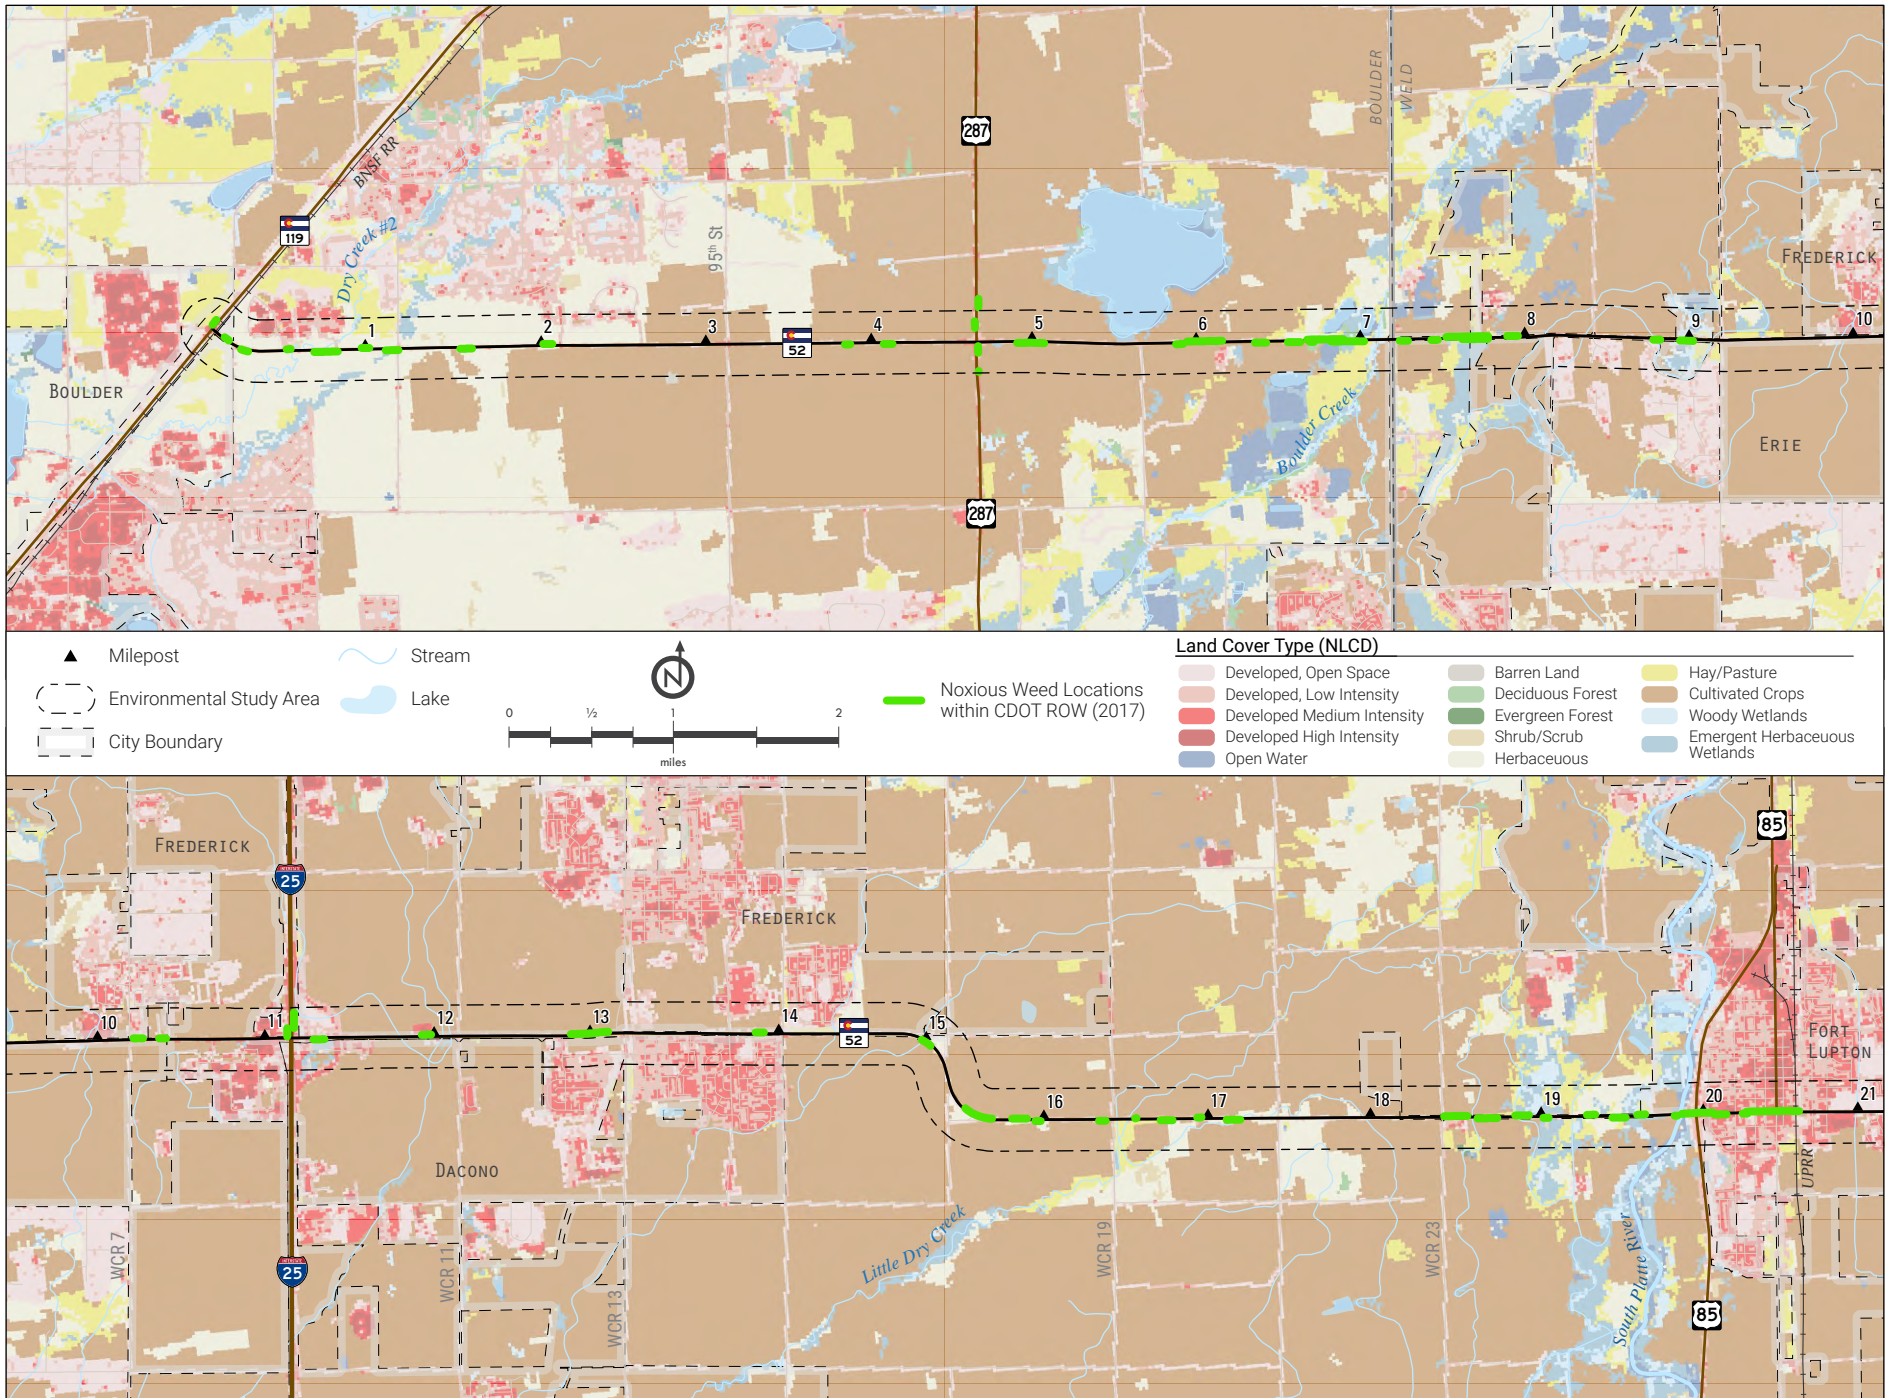 BOULDER
WELD
287
BNSF RR
119
Dry Creek #2
95th St
FREDERICK
1
2
3
52
4
5
6
7
8
9
10
BOULDER
Boulder Creek
ERIE
287
Milepost
Environmental Study Area
City Boundary
Stream
Lake
N
0 ½ 1 2
miles
Noxious Weed Locations
within CDOT ROW (2017)
Land Cover Type (NLCD)
Developed, Open Space
Developed, Low Intensity
Developed Medium Intensity
Developed High Intensity
Open Water
Barren Land
Deciduous Forest
Evergreen Forest
Shrub/Scrub
Herbaceuous
Hay/Pasture
Cultivated Crops
Woody Wetlands
Emergent Herbaceuous
Wetlands
85
FREDERICK
INTERSTATE
25
FREDERICK
10
11
12
13
14
52
15
16
17
18
19
20
21
FORT
LUPTON
DACONO
UPRR
WCR 7
WCR 11
WCR 13
Little Dry Creek
WCR 19
WCR 23
South Platte River
25
85